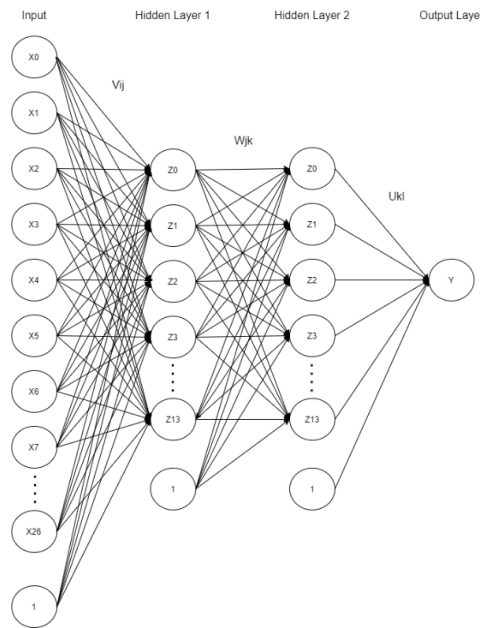 Input
Hidden Layer 1
Hidden Layer 2
Output Laye
Vij
Wjk
Ukl
X0
X1
X2
X3
X4
X5
X6
X7
X26
1
Z0
Z1
Z2
Z3
Z13
1
Z0
Z1
Z2
Z3
Z13
1
Y